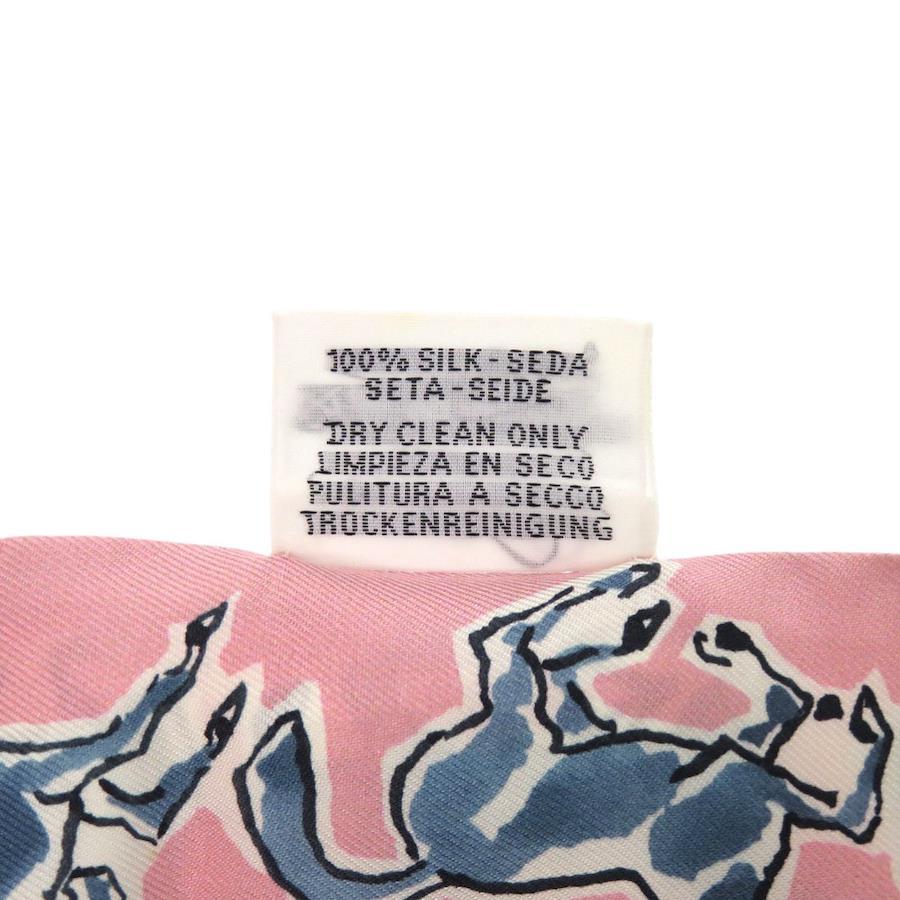 100% SILK - SEDA
SETA - SEIDE
DRY CLEAN ONLY
LIMPIEZA EN SECO
PULITURA A SECCO
TROCKENREINIGUNG